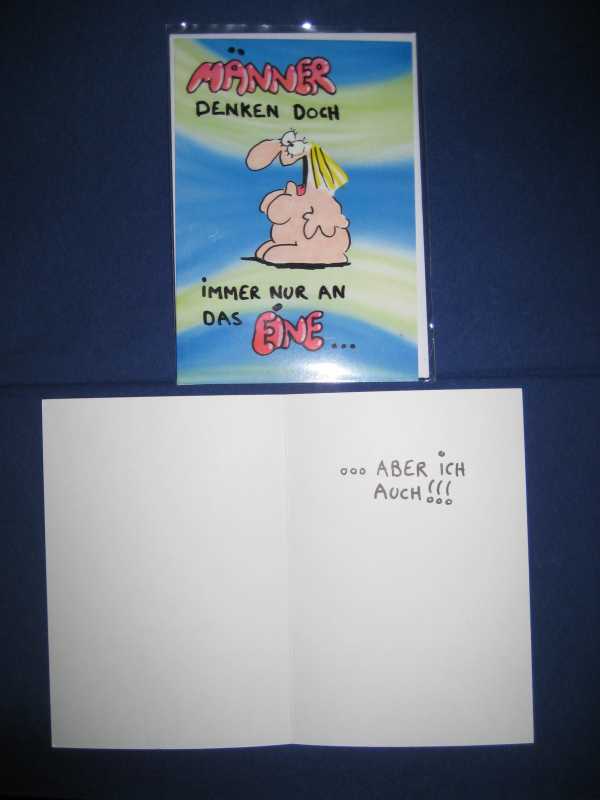 MÄNNER
DENKEN DOCH
iMMER NUR AN
DAS EiNE...
... ABER iCH
AUCH!!!